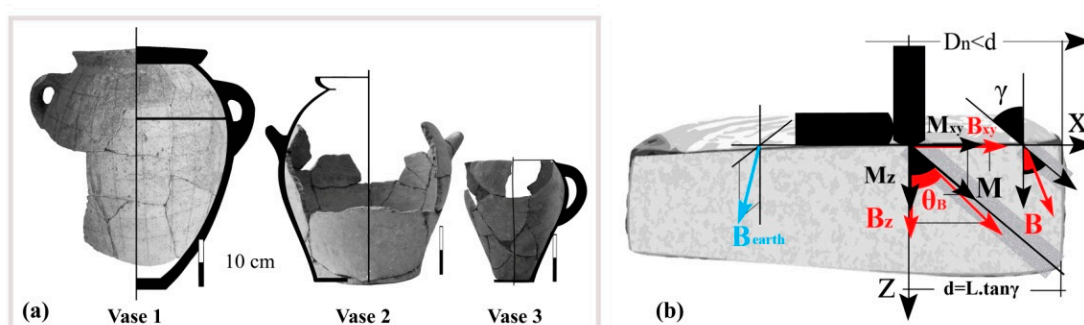 10 cm
(a)
Vase 1
Vase 2
Vase 3
(b)
Dn<d
γ
X
Mxy
Bxy
Mz
M
θB
Bz
B
Bearth
Z
d=L.tanγ